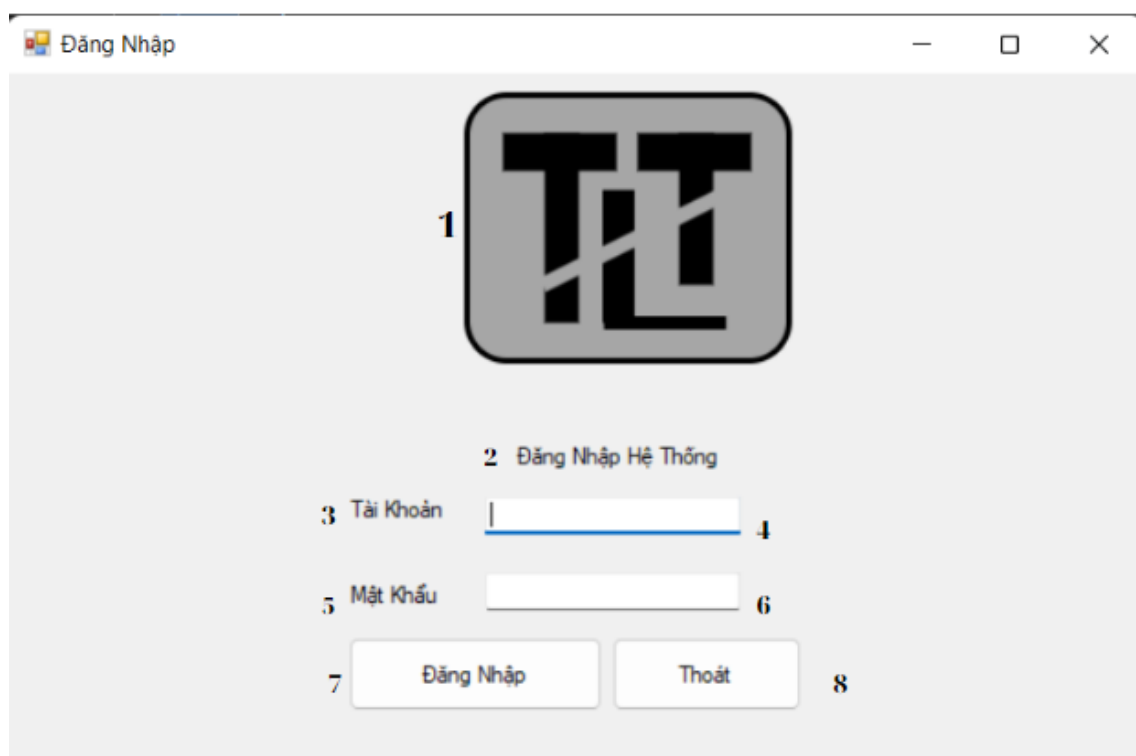 Đăng Nhập
1 TLT
2 Đăng Nhập Hệ Thống
3 Tài Khoản 4
5 Mật Khẩu 6
7 Đăng Nhập Thoát 8